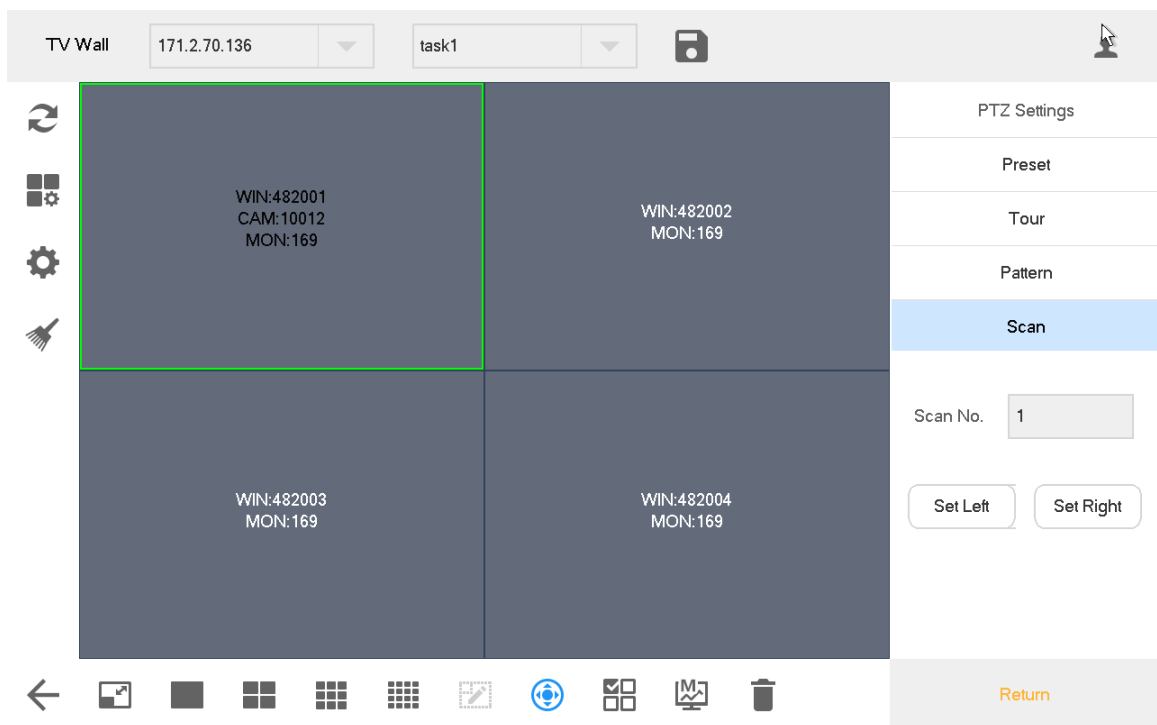 TV Wall
171.2.70.136
task1
WIN:482001
CAM:10012
MON:169
WIN:482002
MON:169
WIN:482003
MON:169
WIN:482004
MON:169
PTZ Settings
Preset
Tour
Pattern
Scan
Scan No. 1
Set Left Set Right
M
Return